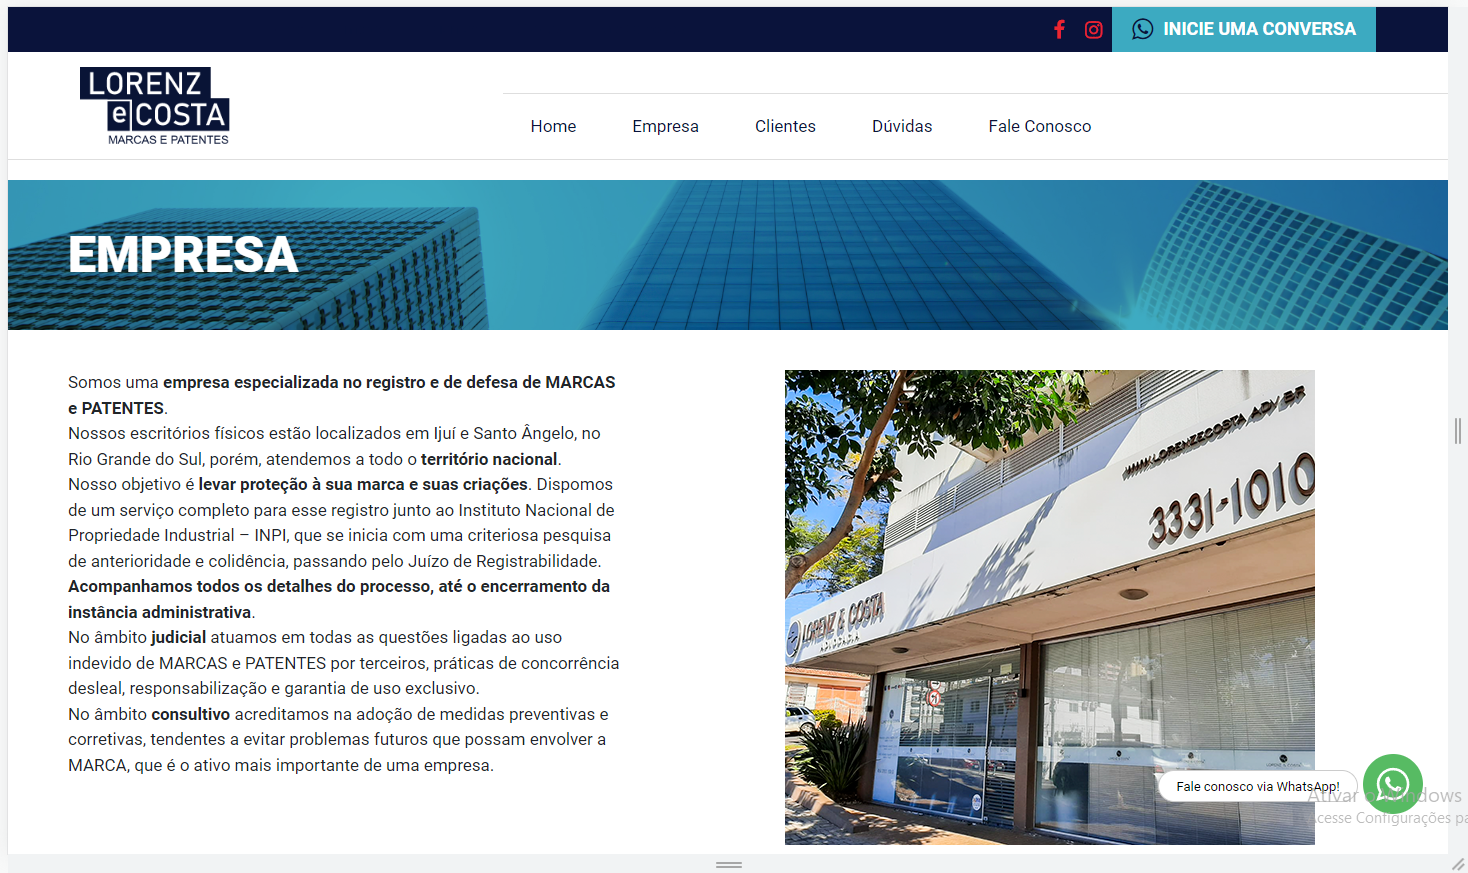 INICIE UMA CONVERSA
LORENZ
e COSTA
MARCAS E PATENTES
Home
Empresa
Clientes
Dúvidas
Fale Conosco
EMPRESA
Somos uma empresa especializada no registro e de defesa de MARCAS
e PATENTES.
Nossos escritórios físicos estão localizados em Ijuí e Santo Ângelo, no
Rio Grande do Sul, porém, atendemos a todo o território nacional.
Nosso objetivo é levar proteção à sua marca e suas criações. Dispomos
de um serviço completo para esse registro junto ao Instituto Nacional de
Propriedade Industrial – INPI, que se inicia com uma criteriosa pesquisa
de anterioridade e colidência, passando pelo Juízo de Registrabilidade.
Acompanhamos todos os detalhes do processo, até o encerramento da
instância administrativa.
No âmbito judicial atuamos em todas as questões ligadas ao uso
indevido de MARCAS e PATENTES por terceiros, práticas de concorrência
desleal, responsabilização e garantia de uso exclusivo.
No âmbito consultivo acreditamos na adoção de medidas preventivas e
corretivas, tendentes a evitar problemas futuros que possam envolver a
MARCA, que é o ativo mais importante de uma empresa.
WWW.LORENZECOSTA.ADV.BR
3331-1010
LORENZ & COSTA
ADVOCACIA
Fale conosco via WhatsApp!
Ativar o Windows
Acesse Configurações pa